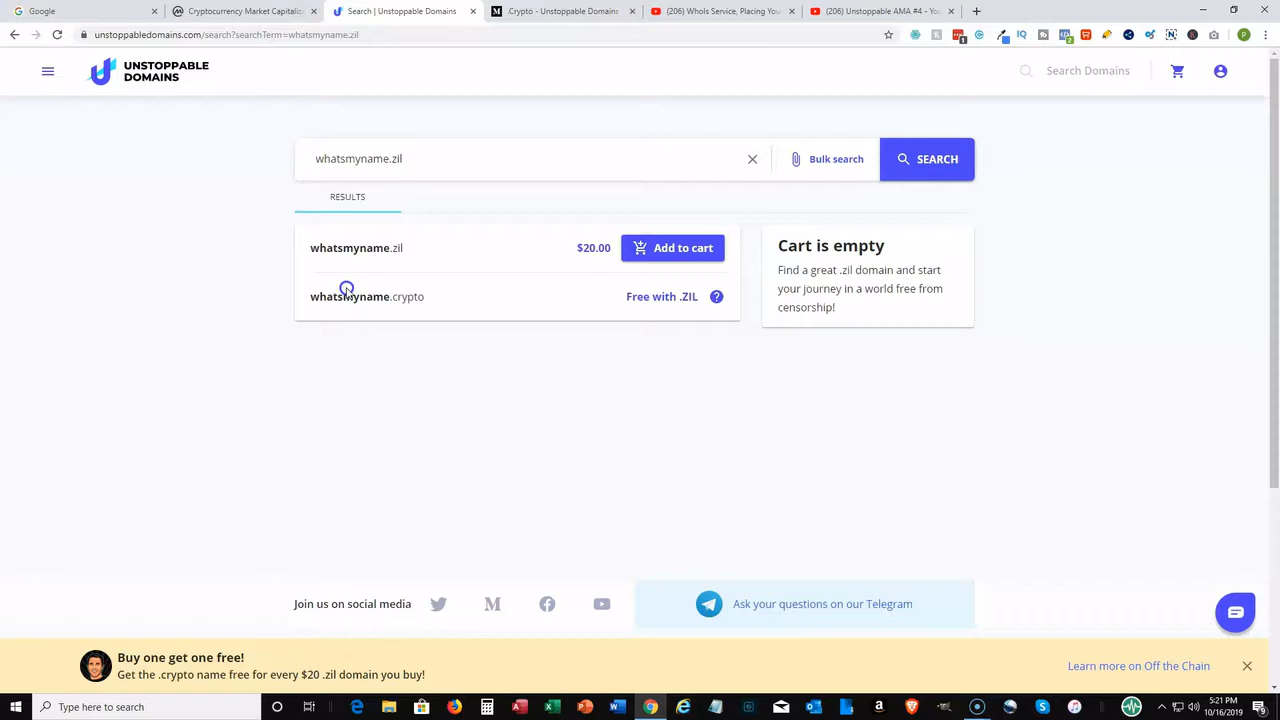 Google
Cryptocurrency Market Capitaliz
Search | Unstoppable Domains
.Crypto - Unstoppable Domains
(206) WhoIs Service, Placing You
(206) Unstoppable AMA #4 - You
unstoppabledomains.com/search?searchTerm=whatsmyname.zil
UNSTOPPABLE
DOMAINS
Search Domains
whatsmyname.zil
Bulk search
SEARCH
RESULTS
whatsmyname.zil
$20.00
Add to cart
whatsmyname.crypto
Free with .ZIL
Cart is empty
Find a great .zil domain and start
your journey in a world free from
censorship!
Join us on social media
Ask your questions on our Telegram
Buy one get one free!
Get the .crypto name free for every $20 .zil domain you buy!
Learn more on Off the Chain
Type here to search
5:21 PM
10/16/2019